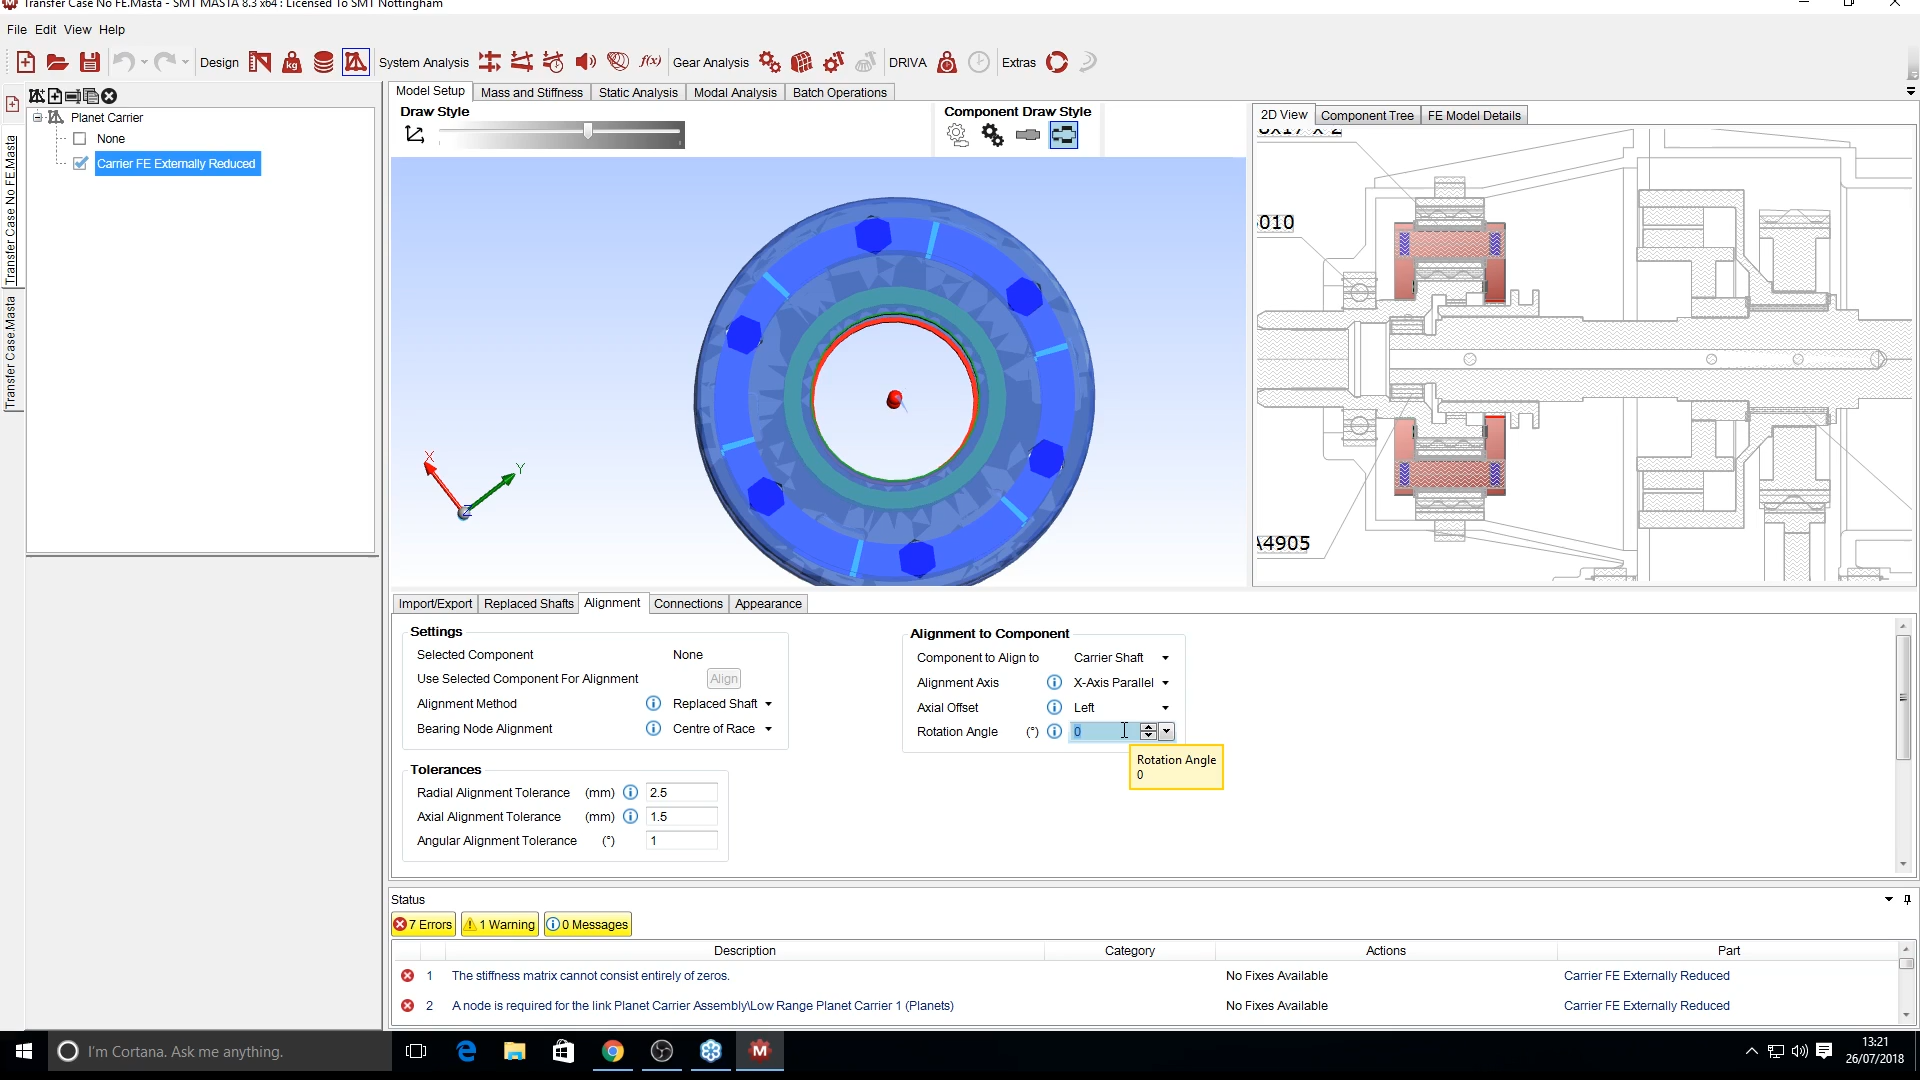 Transfer Case No FE.Masta - SMT MASTA 8.3 x64 : Licensed To SMT Nottingham
File Edit View Help
Design System Analysis f(x) Gear Analysis DRIVA Extras
Model Setup Mass and Stiffness Static Analysis Modal Analysis Batch Operations
Draw Style
Component Draw Style
2D View Component Tree FE Model Details
Planet Carrier
None
Carrier FE Externally Reduced
Transfer Case No FE.Masta
Transfer Case.Masta
X
Y
Z
6X17 X 2
010
A4905
Import/Export Replaced Shafts Alignment Connections Appearance
Settings
Selected Component None
Use Selected Component For Alignment Align
Alignment Method Replaced Shaft
Bearing Node Alignment Centre of Race
Tolerances
Radial Alignment Tolerance (mm) 2.5
Axial Alignment Tolerance (mm) 1.5
Angular Alignment Tolerance (°) 1
Alignment to Component
Component to Align to Carrier Shaft
Alignment Axis X-Axis Parallel
Axial Offset Left
Rotation Angle (°) 0
Rotation Angle
0
Status
7 Errors 1 Warning 0 Messages
Description Category Actions Part
1 The stiffness matrix cannot consist entirely of zeros. No Fixes Available Carrier FE Externally Reduced
2 A node is required for the link Planet Carrier Assembly\Low Range Planet Carrier 1 (Planets) No Fixes Available Carrier FE Externally Reduced
I'm Cortana. Ask me anything.
13:21
26/07/2018